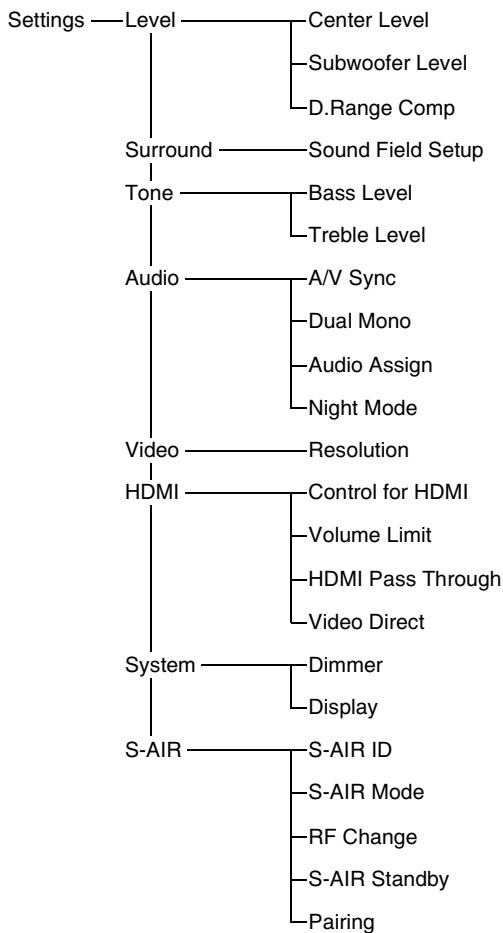 Settings Level Center Level
Subwoofer Level
D.Range Comp
Surround Sound Field Setup
Tone Bass Level
Treble Level
Audio A/V Sync
Dual Mono
Audio Assign
Night Mode
Video Resolution
HDMI Control for HDMI
Volume Limit
HDMI Pass Through
Video Direct
System Dimmer
Display
S-AIR S-AIR ID
S-AIR Mode
RF Change
S-AIR Standby
Pairing